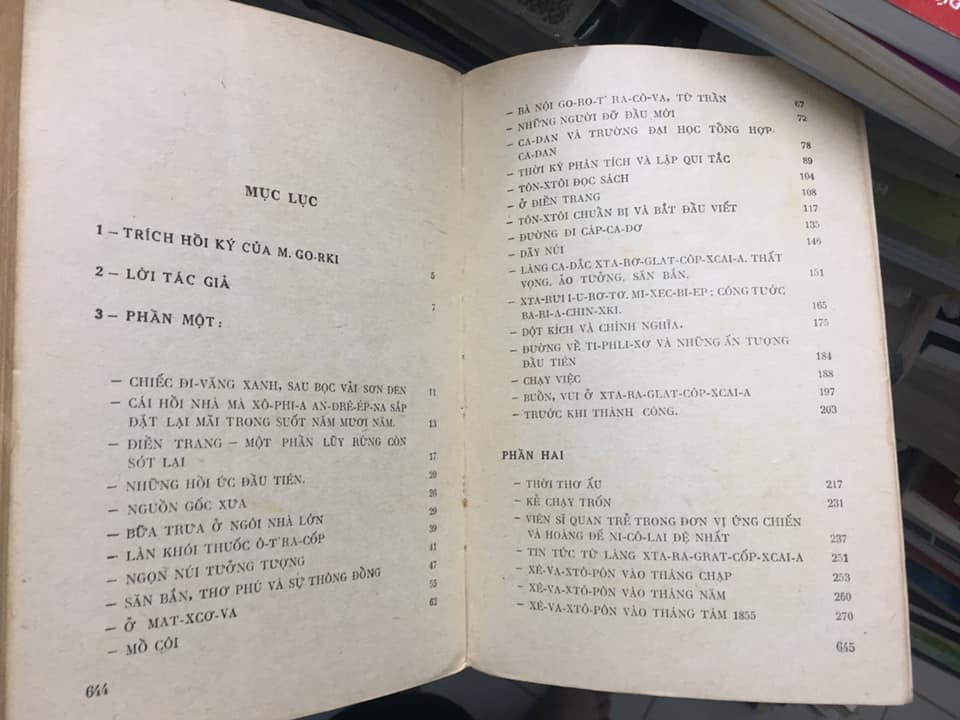 MỤC LỤC
1 – TRÍCH HỒI KÝ CỦA M. GO-RKI
2 – LỜI TÁC GIẢ 5
3 – PHẦN MỘT: 7
– CHIẾC ĐI-VĂNG XANH, SAU BỌC VẢI SƠN ĐEN 11
– CÁI HỒI NHÀ MÀ XÔ-PHI-A AN-DRÊ-ÉP-NA SẮP
ĐẶT LẠI MÃI TRONG SUỐT NĂM MƯƠI NĂM. 13
– ĐIỀN TRANG – MỘT PHẦN LŨY RỪNG CÒN
SÓT LẠI 17
– NHỮNG HỒI ỨC ĐẦU TIÊN. 20
– NGUỒN GỐC XƯA 26
– BỮA TRƯA Ở NGÔI NHÀ LỚN 29
– LÀN KHÓI THUỐC Ô-T'RA-CỐP 39
– NGỌN NÚI TƯỞNG TƯỢNG 41
– SĂN BẮN, THƠ PHÚ VÀ SỰ THÔNG ĐỒNG 47
– Ở MAT-XCƠ-VA 55
– MỒ CÔI 62
644
– BÀ NỘI GO-RO-T' RA-CÔ-VA, TỪ TRẦN 67
– NHỮNG NGƯỜI ĐỠ ĐẦU MỚI 72
– CA-DAN VÀ TRƯỜNG ĐẠI HỌC TỔNG HỢP.
CA-DAN 78
– THỜI KỲ PHÂN TÍCH VÀ LẬP QUI TẮC 89
– TÔN-XTÔI ĐỌC SÁCH 104
– Ở ĐIỀN TRANG 108
– TÔN-XTÔI CHUẨN BỊ VÀ BẮT ĐẦU VIẾT 117
– ĐƯỜNG ĐI CÁP-CA-DƠ 135
– DÃY NÚI 146
– LÀNG CA-DẮC XTA-RƠ-GLAT-CỐP-XCAI-A. THẤT
VỌNG. ẢO TƯỞNG. SĂN BẮN. 151
– XTA-RƯI I-U-RƠ-TƠ. MI-XEC-BI-EP; CÔNG TƯỚC
BA-RI-A-CHIN-XKI. 165
– DỘT KÍCH VÀ CHÍNH NGHĨA. 175
– ĐƯỜNG VỀ TI-PHLI-XƠ VÀ NHỮNG ẤN TƯỢNG
ĐẦU TIÊN 184
– CHẠY VIỆC 188
– BUỒN, VUI Ở XTA-RA-GLAT-CỐP-XCAI-A 197
– TRƯỚC KHI THÀNH CÔNG. 203
PHẦN HAI
– THỜI THƠ ẤU 217
– KẺ CHẠY TRỐN 231
– VIÊN SĨ QUAN TRẺ TRONG ĐƠN VỊ ỨNG CHIẾN
VÀ HOÀNG ĐẾ NI-CÔ-LAI ĐỆ NHẤT 237
– TIN TỨC TỪ LÀNG XTA-RA-GRAT-CỐP-XCAI-A 251
– XÊ-VA-XTÔ-PÔN VÀO THÁNG CHẠP 253
– XÊ-VA-XTÔ-PÔN VÀO THÁNG NĂM 260
– XÊ-VA-XTÔ-PÔN VÀO THÁNG TÁM 1855 270
645